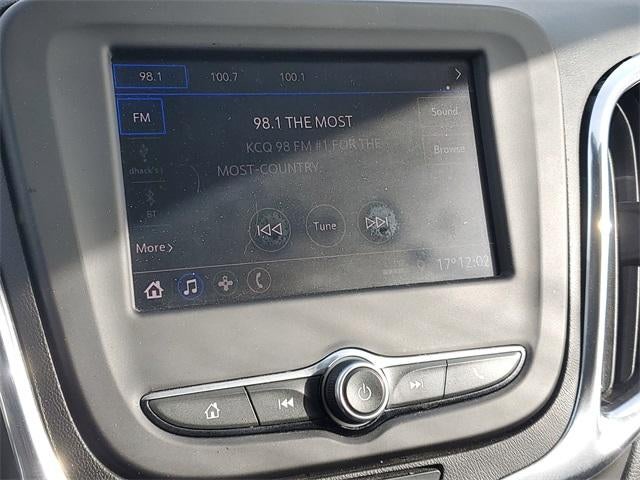 98.1 100.7 100.1
FM
98.1 THE MOST
Sound
KCQ 98 FM #1 FOR THE
MOST-COUNTRY
Browse
dhack's i
BT
Tune
More
17° 12:02